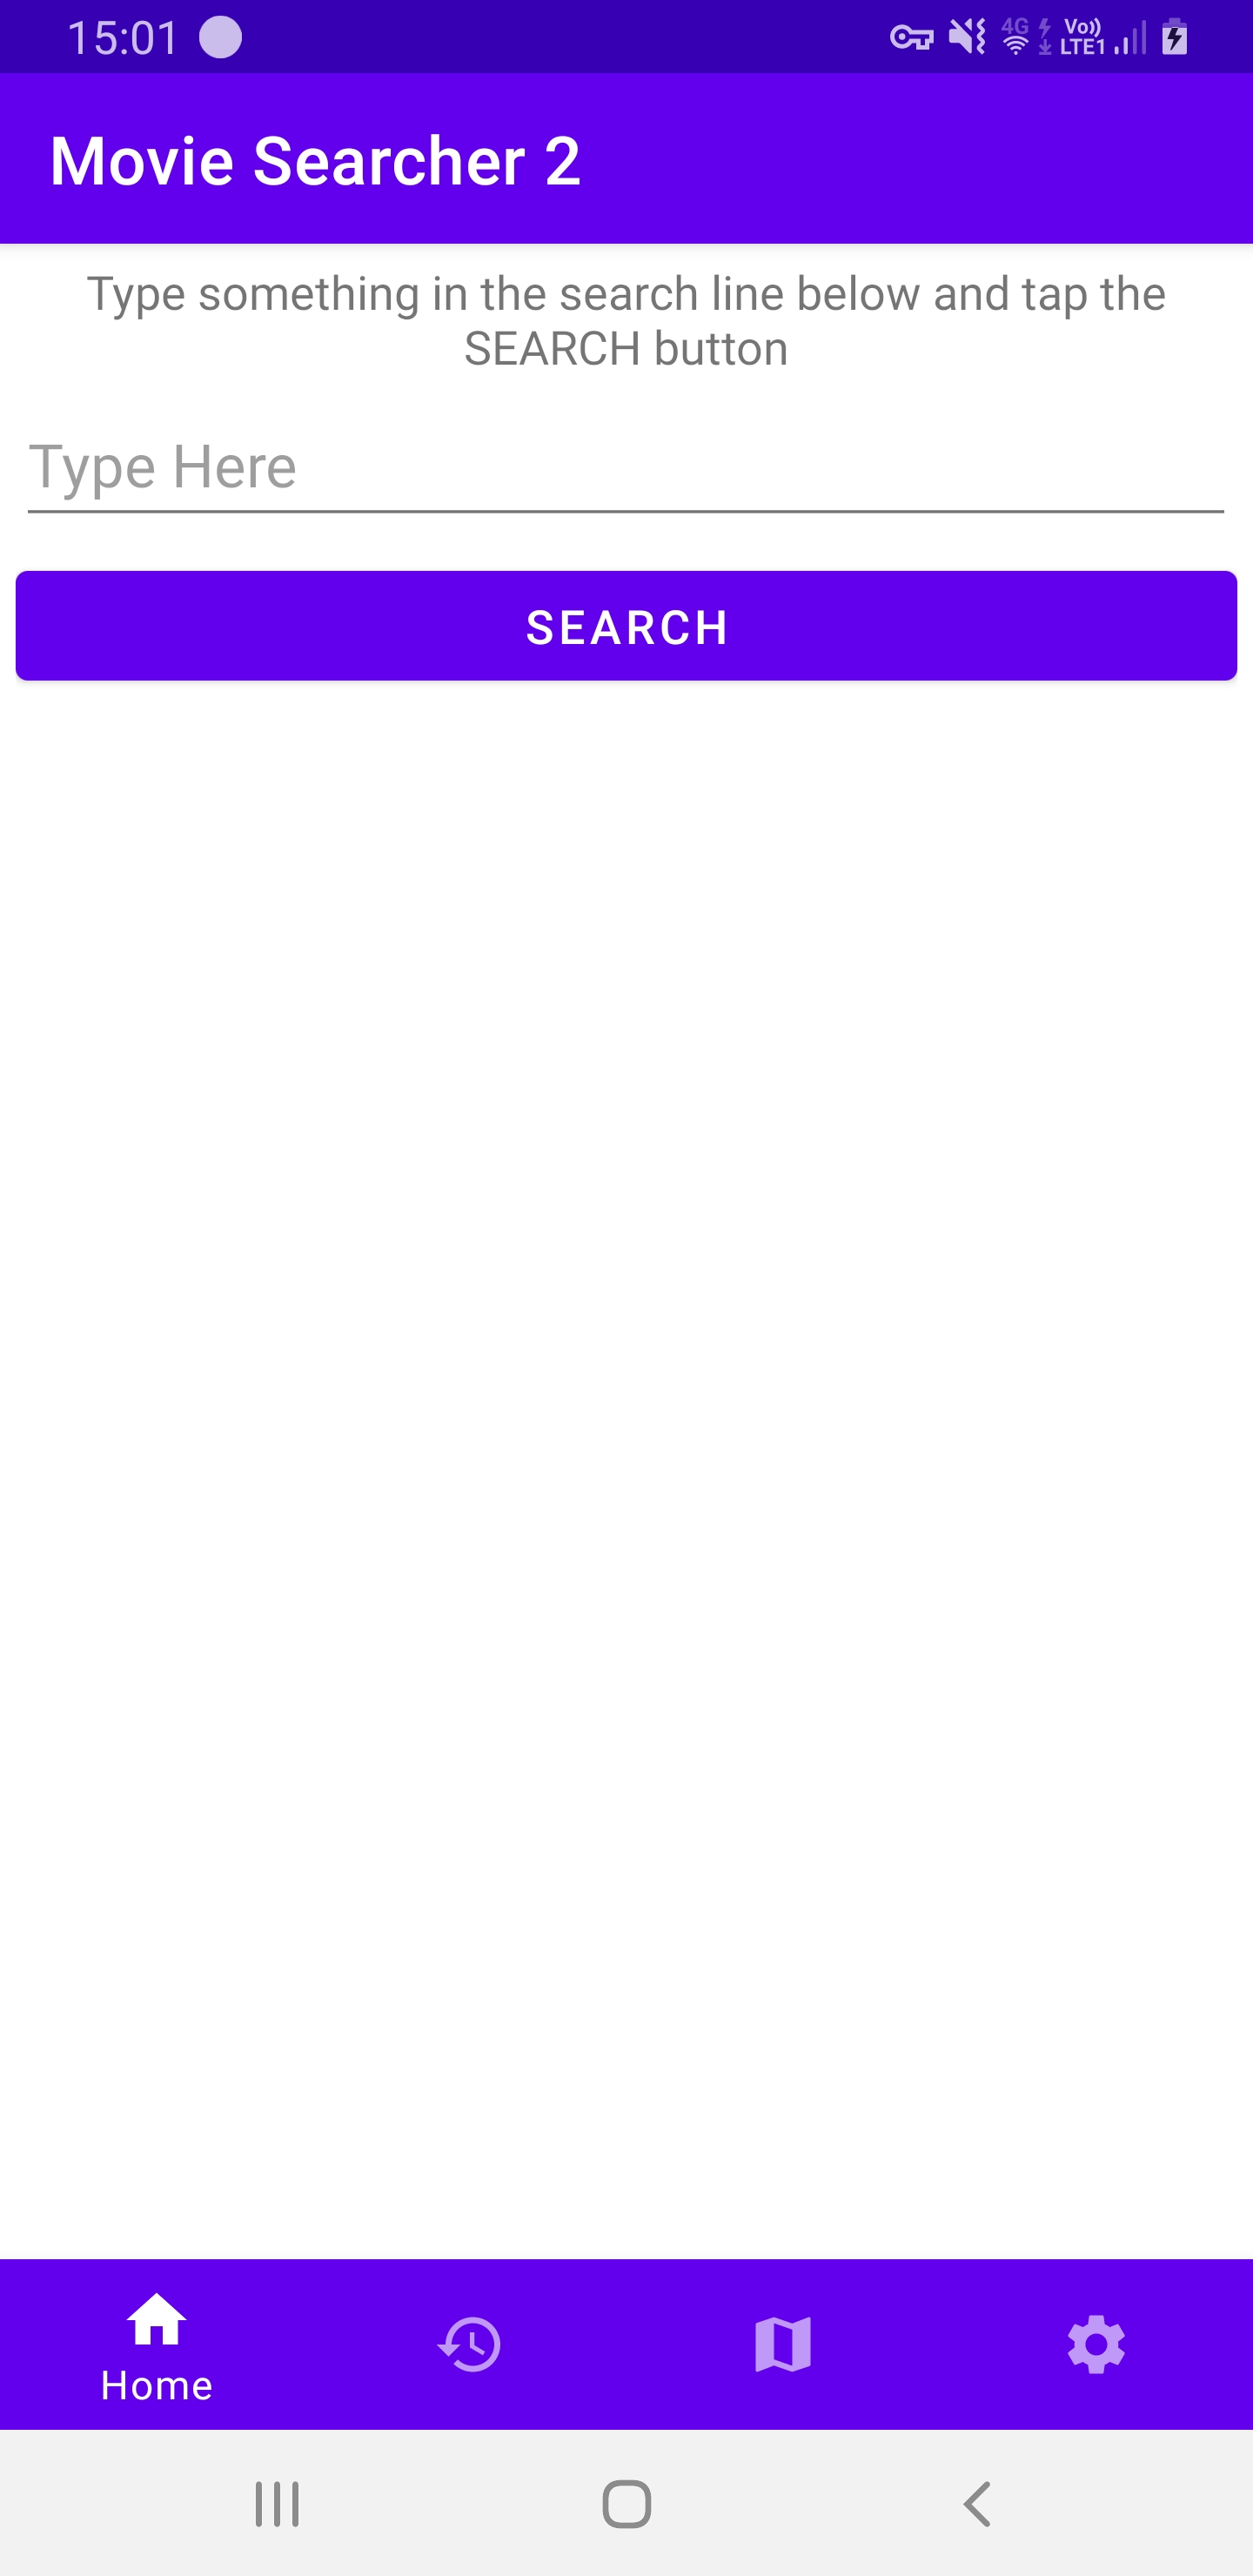 15:01
4G Vo)) LTE1
Movie Searcher 2
Type something in the search line below and tap the
SEARCH button
Type Here
SEARCH
Home